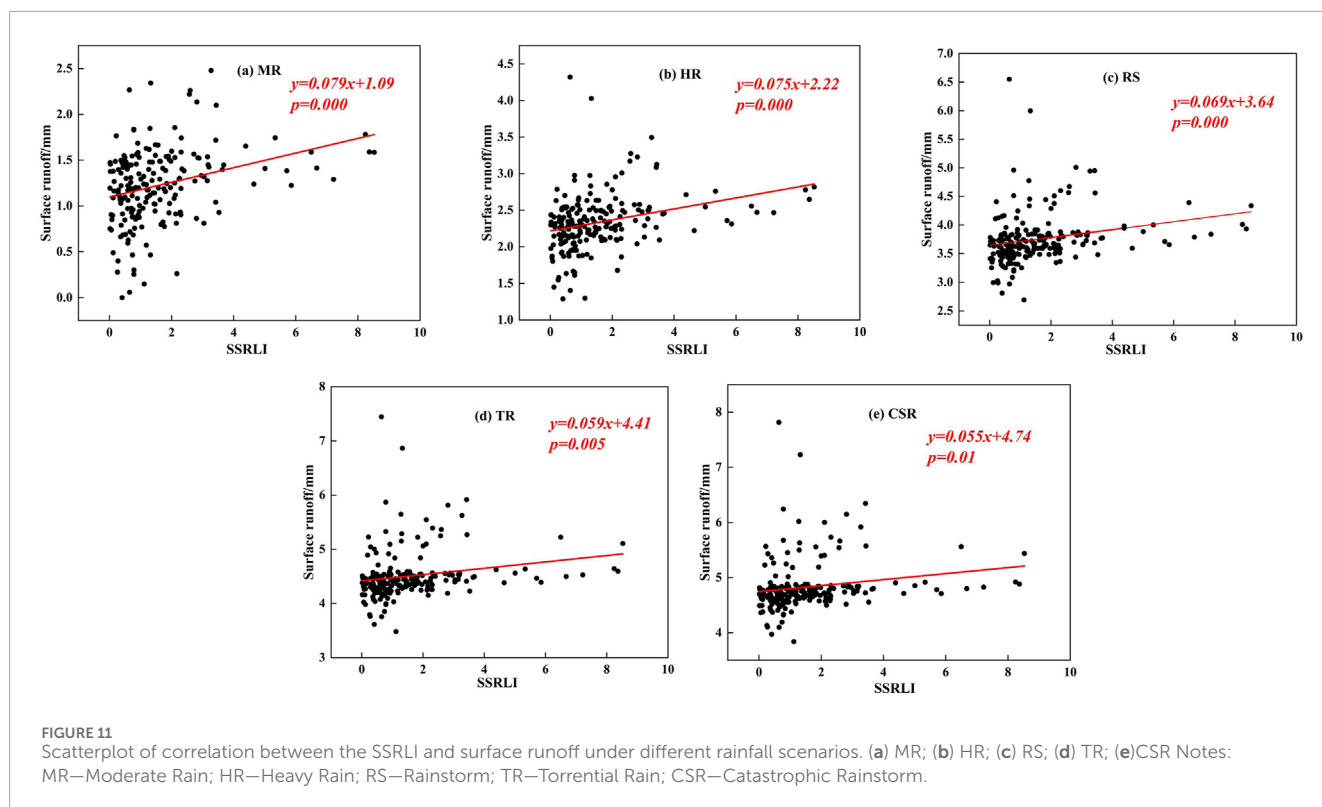 (a) MR
y=0.079x+1.09
p=0.000
Surface runoff/mm
2.5
2.0
1.5
1.0
0.5
0.0
0 2 4 6 8 10
SSRLI
(b) HR
y=0.075x+2.22
p=0.000
Surface runoff/mm
4.5
4.0
3.5
3.0
2.5
2.0
1.5
1.0
0 2 4 6 8 10
SSRLI
(c) RS
y=0.069x+3.64
p=0.000
Surface runoff/mm
7.0
6.5
6.0
5.5
5.0
4.5
4.0
3.5
3.0
2.5
0 2 4 6 8 10
SSRLI
(d) TR
y=0.059x+4.41
p=0.005
Surface runoff/mm
8
7
6
5
4
3
0 2 4 6 8 10
SSRLI
(e) CSR
y=0.055x+4.74
p=0.01
Surface runoff/mm
8
7
6
5
4
0 2 4 6 8 10
SSRLI
FIGURE 11
Scatterplot of correlation between the SSRLI and surface runoff under different rainfall scenarios. (a) MR; (b) HR; (c) RS; (d) TR; (e)CSR Notes:
MR—Moderate Rain; HR—Heavy Rain; RS—Rainstorm; TR—Torrential Rain; CSR—Catastrophic Rainstorm.